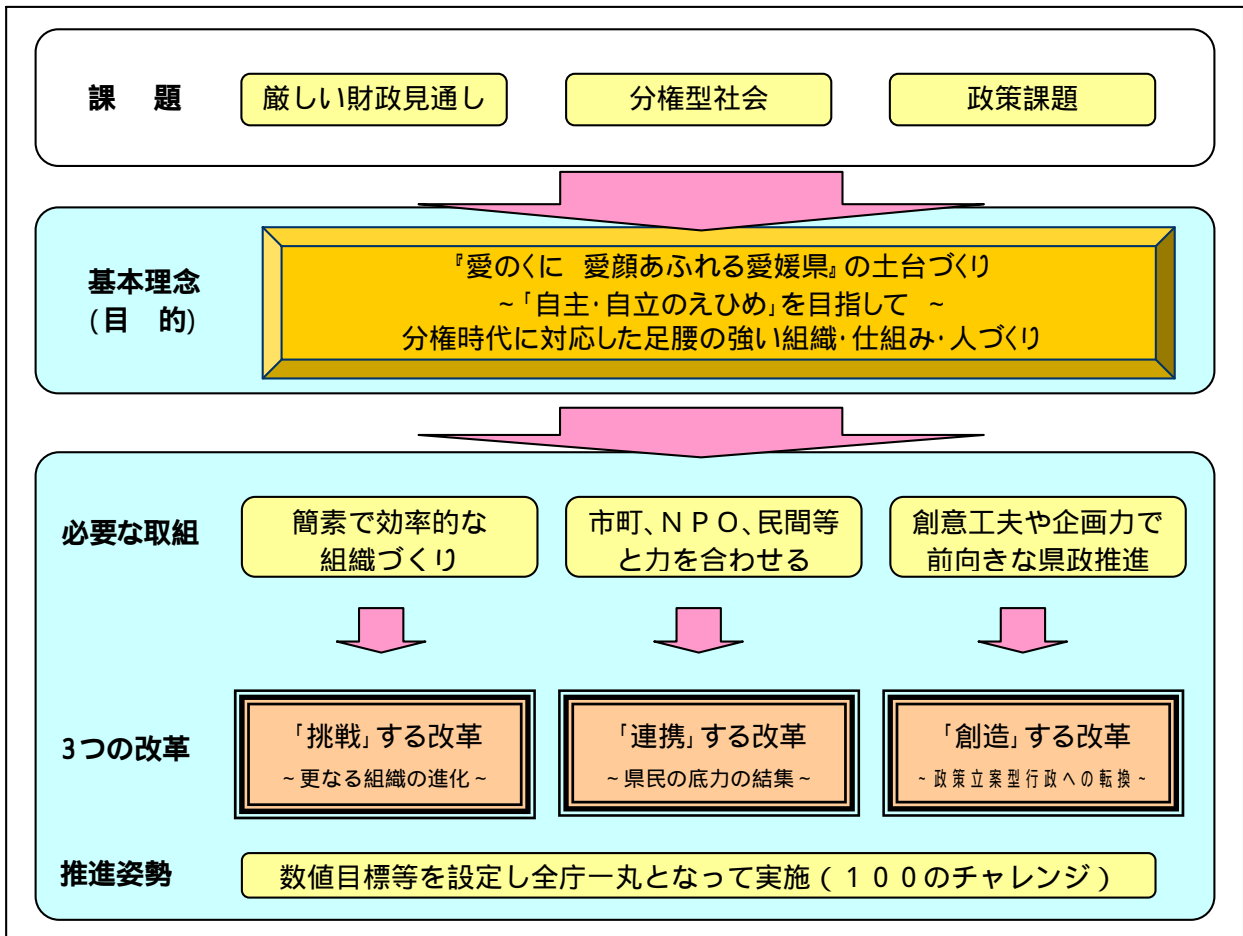 課　題
厳しい財政見通し
分権型社会
政策課題
基本理念
(目　的)
『愛のくに　愛顔あふれる愛媛県』の土台づくり
～「自主・自立のえひめ」を目指して　～
分権時代に対応した足腰の強い組織・仕組み・人づくり
必要な取組
簡素で効率的な
組織づくり
市町、ＮＰＯ、民間等
と力を合わせる
創意工夫や企画力で
前向きな県政推進
3つの改革
「挑戦」する改革
～更なる組織の進化～
「連携」する改革
～県民の底力の結集～
「創造」する改革
～政策立案型行政への転換～
推進姿勢
数値目標等を設定し全庁一丸となって実施（１００のチャレンジ）